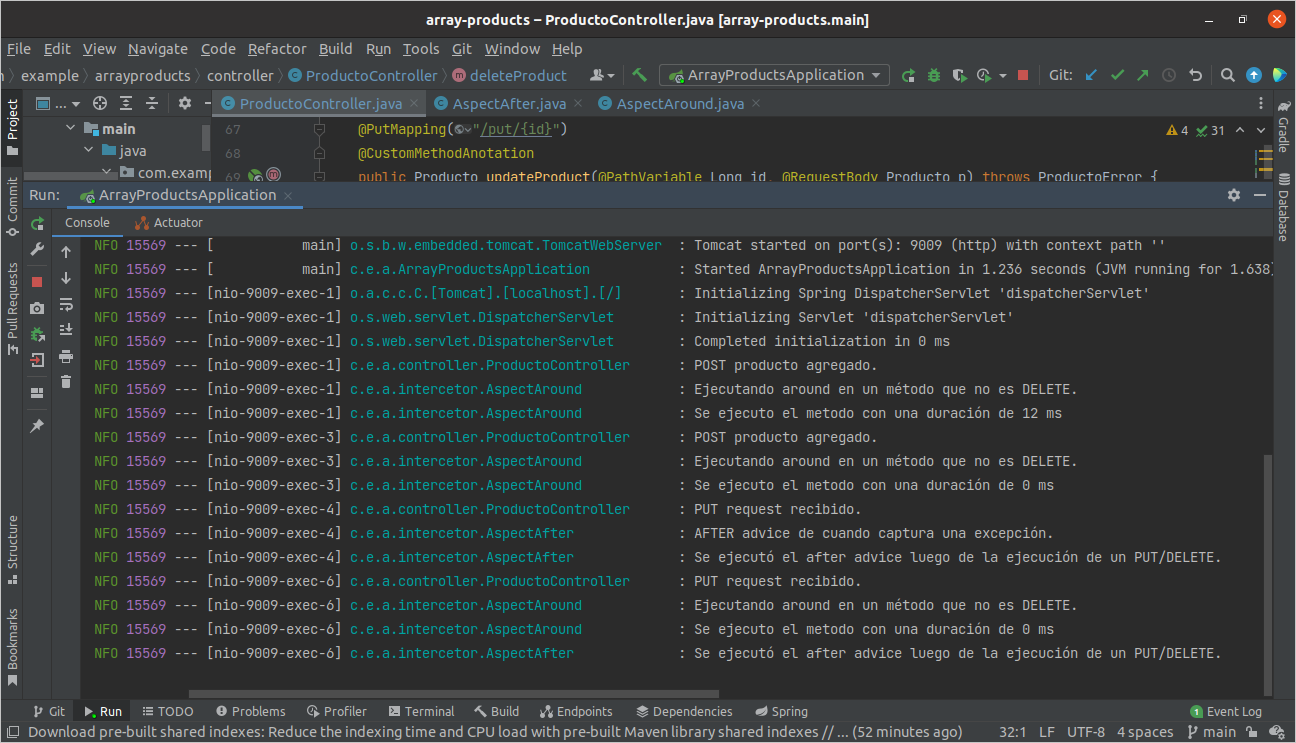 array-products – ProductoController.java [array-products.main]
File Edit View Navigate Code Refactor Build Run Tools Git Window Help
example arrayproducts controller ProductoController deleteProduct ArrayProductsApplication Git:
Project ... ProductoController.java AspectAfter.java AspectAround.java
main 67 @PutMapping("/put/{id}") 4 31
java 68 @CustomMethodAnotation
com.examp 69 public Producto updateProduct(@PathVariable Long id, @RequestBody Producto p) throws ProductoError {
Run: ArrayProductsApplication
Console Actuator
NFO 15569 --- [           main] o.s.b.w.embedded.tomcat.TomcatWebServer  : Tomcat started on port(s): 9009 (http) with context path ''
NFO 15569 --- [           main] c.e.a.ArrayProductsApplication           : Started ArrayProductsApplication in 1.236 seconds (JVM running for 1.638)
NFO 15569 --- [nio-9009-exec-1] o.a.c.c.C.[Tomcat].[localhost].[/]       : Initializing Spring DispatcherServlet 'dispatcherServlet'
NFO 15569 --- [nio-9009-exec-1] o.s.web.servlet.DispatcherServlet        : Initializing Servlet 'dispatcherServlet'
NFO 15569 --- [nio-9009-exec-1] o.s.web.servlet.DispatcherServlet        : Completed initialization in 0 ms
NFO 15569 --- [nio-9009-exec-1] c.e.a.controller.ProductoController      : POST producto agregado.
NFO 15569 --- [nio-9009-exec-1] c.e.a.intercetor.AspectAround            : Ejecutando around en un método que no es DELETE.
NFO 15569 --- [nio-9009-exec-1] c.e.a.intercetor.AspectAround            : Se ejecuto el metodo con una duración de 12 ms
NFO 15569 --- [nio-9009-exec-3] c.e.a.controller.ProductoController      : POST producto agregado.
NFO 15569 --- [nio-9009-exec-3] c.e.a.intercetor.AspectAround            : Ejecutando around en un método que no es DELETE.
NFO 15569 --- [nio-9009-exec-3] c.e.a.intercetor.AspectAround            : Se ejecuto el metodo con una duración de 0 ms
NFO 15569 --- [nio-9009-exec-4] c.e.a.controller.ProductoController      : PUT request recibido.
NFO 15569 --- [nio-9009-exec-4] c.e.a.intercetor.AspectAfter             : AFTER advice de cuando captura una excepción.
NFO 15569 --- [nio-9009-exec-4] c.e.a.intercetor.AspectAfter             : Se ejecutó el after advice luego de la ejecución de un PUT/DELETE.
NFO 15569 --- [nio-9009-exec-6] c.e.a.controller.ProductoController      : PUT request recibido.
NFO 15569 --- [nio-9009-exec-6] c.e.a.intercetor.AspectAround            : Ejecutando around en un método que no es DELETE.
NFO 15569 --- [nio-9009-exec-6] c.e.a.intercetor.AspectAround            : Se ejecuto el metodo con una duración de 0 ms
NFO 15569 --- [nio-9009-exec-6] c.e.a.intercetor.AspectAfter             : Se ejecutó el after advice luego de la ejecución de un PUT/DELETE.
Commit
Pull Requests
Structure
Bookmarks
Gradle
Database
Git Run TODO Problems Profiler Terminal Build Endpoints Dependencies Spring 1 Event Log
Download pre-built shared indexes: Reduce the indexing time and CPU load with pre-built Maven library shared indexes // ... (52 minutes ago) 32:1 LF UTF-8 4 spaces main